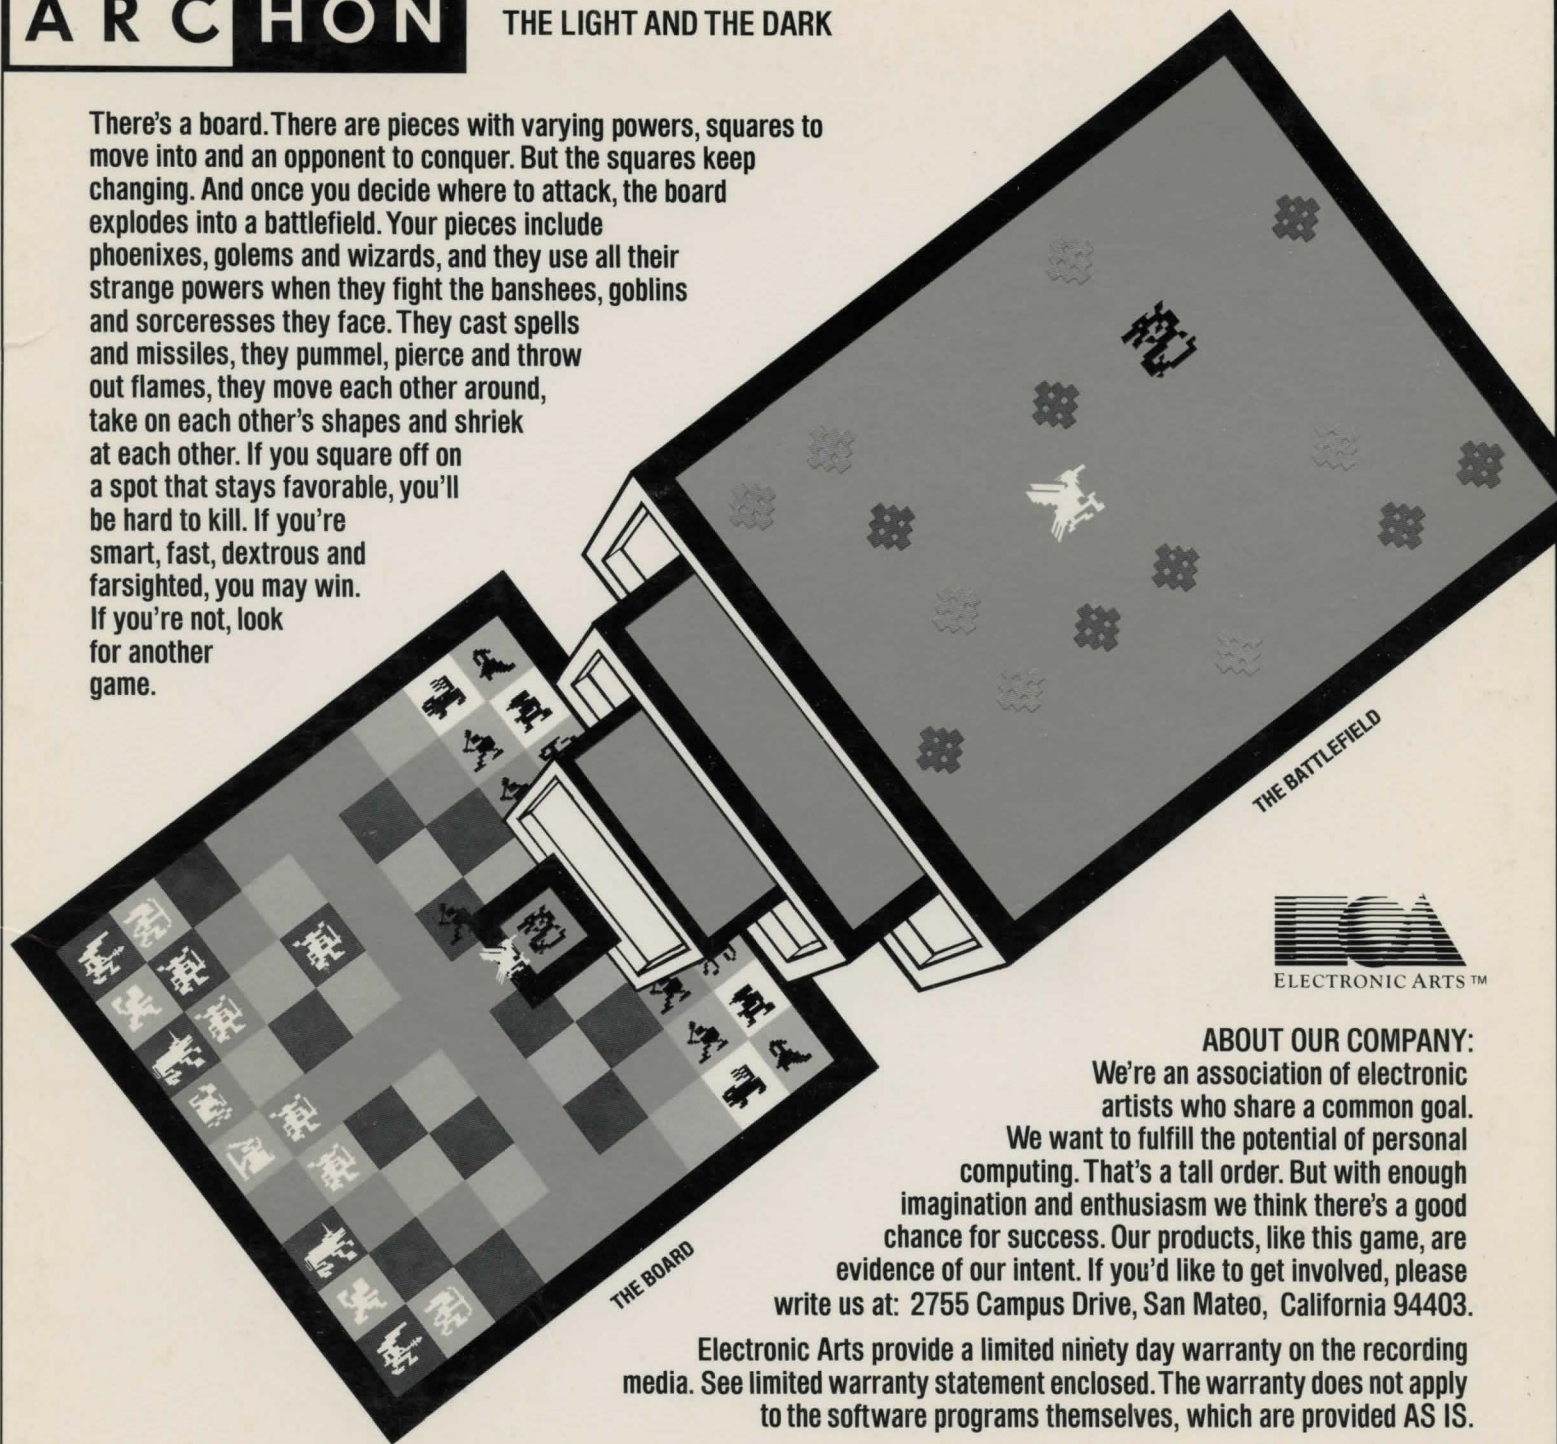 ARCHON
THE LIGHT AND THE DARK
There's a board. There are pieces with varying powers, squares to
move into and an opponent to conquer. But the squares keep
changing. And once you decide where to attack, the board
explodes into a battlefield. Your pieces include
phoenixes, golems and wizards, and they use all their
strange powers when they fight the banshees, goblins
and sorceresses they face. They cast spells
and missiles, they pummel, pierce and throw
out flames, they move each other around,
take on each other's shapes and shriek
at each other. If you square off on
a spot that stays favorable, you'll
be hard to kill. If you're
smart, fast, dextrous and
farsighted, you may win.
If you're not, look
for another
game.
THE BATTLEFIELD
THE BOARD
EOA
ELECTRONIC ARTS™
ABOUT OUR COMPANY:
We're an association of electronic
artists who share a common goal.
We want to fulfill the potential of personal
computing. That's a tall order. But with enough
imagination and enthusiasm we think there's a good
chance for success. Our products, like this game, are
evidence of our intent. If you'd like to get involved, please
write us at: 2755 Campus Drive, San Mateo, California 94403.
Electronic Arts provide a limited ninety day warranty on the recording
media. See limited warranty statement enclosed. The warranty does not apply
to the software programs themselves, which are provided AS IS.